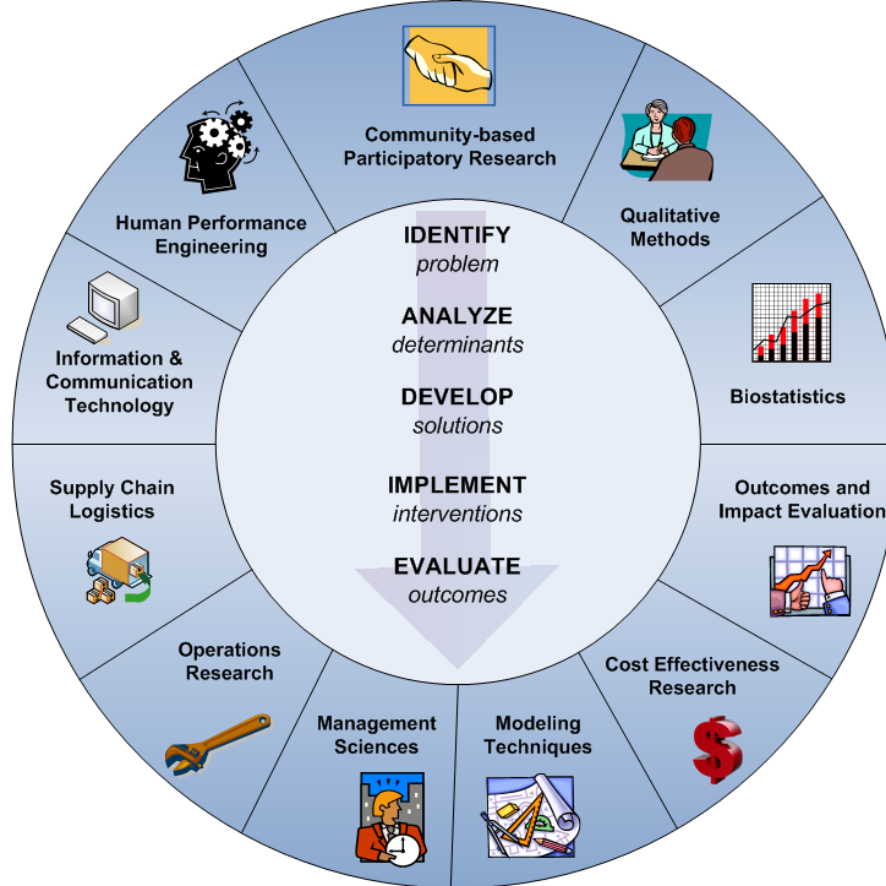 Community-based
Participatory Research
Qualitative
Methods
Biostatistics
Outcomes and
Impact Evaluation
Cost Effectiveness
Research
Modeling
Techniques
Management
Sciences
Operations
Research
Supply Chain
Logistics
Information &
Communication
Technology
Human Performance
Engineering
IDENTIFY
problem
ANALYZE
determinants
DEVELOP
solutions
IMPLEMENT
interventions
EVALUATE
outcomes